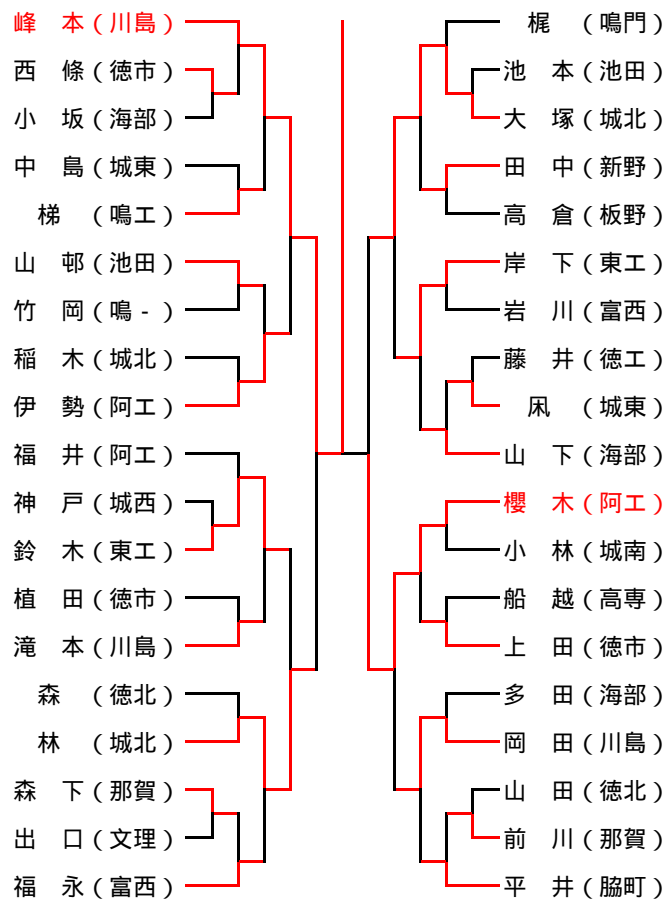 峰　本（川島）
西　條（徳市）
小　坂（海部）
中　島（城東）
梯　（鳴工）
山　邨（池田）
竹　岡（鳴 - ）
稲　木（城北）
伊　勢（阿工）
福　井（阿工）
神　戸（城西）
鈴　木（東工）
植　田（徳市）
滝　本（川島）
森　（徳北）
林　（城北）
森　下（那賀）
出　口（文理）
福　永（富西）
梶　（鳴門）
池　本（池田）
大　塚（城北）
田　中（新野）
高　倉（板野）
岸　下（東工）
岩　川（富西）
藤　井（徳工）
凩　（城東）
山　下（海部）
櫻　木（阿工）
小　林（城南）
船　越（高専）
上　田（徳市）
多　田（海部）
岡　田（川島）
山　田（徳北）
前　川（那賀）
平　井（脇町）